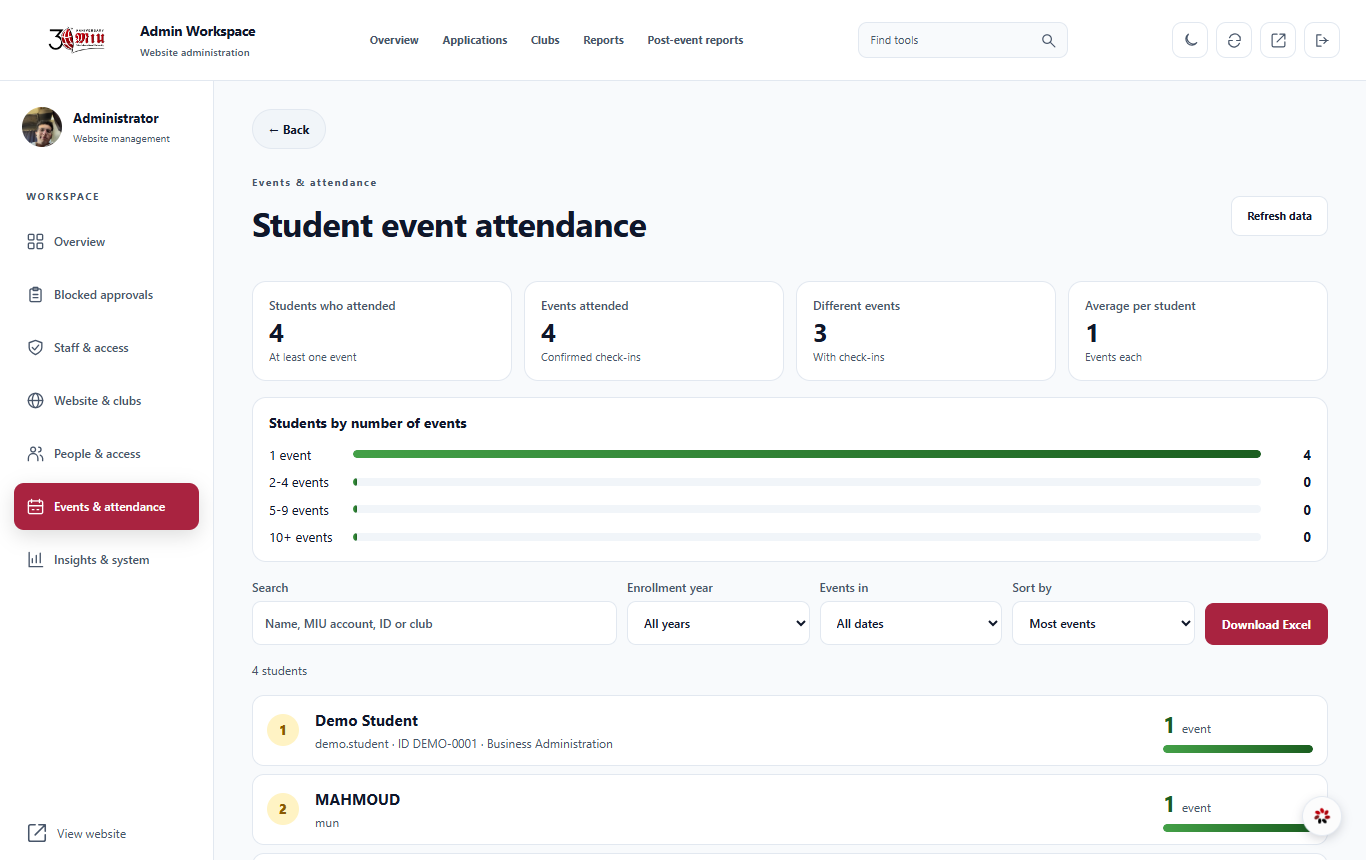 30 ANNIVERSARY MIU
Admin Workspace
Website administration
Overview
Applications
Clubs
Reports
Post-event reports
Find tools
Administrator
Website management
WORKSPACE
Overview
Blocked approvals
Staff & access
Website & clubs
People & access
Events & attendance
Insights & system
View website
← Back
Events & attendance
Student event attendance
Refresh data
Students who attended
4
At least one event
Events attended
4
Confirmed check-ins
Different events
3
With check-ins
Average per student
1
Events each
Students by number of events
1 event 4
2-4 events 0
5-9 events 0
10+ events 0
Search
Name, MIU account, ID or club
Enrollment year
All years
Events in
All dates
Sort by
Most events
Download Excel
4 students
1
Demo Student
demo.student · ID DEMO-0001 · Business Administration
1 event
2
MAHMOUD
mun
1 event